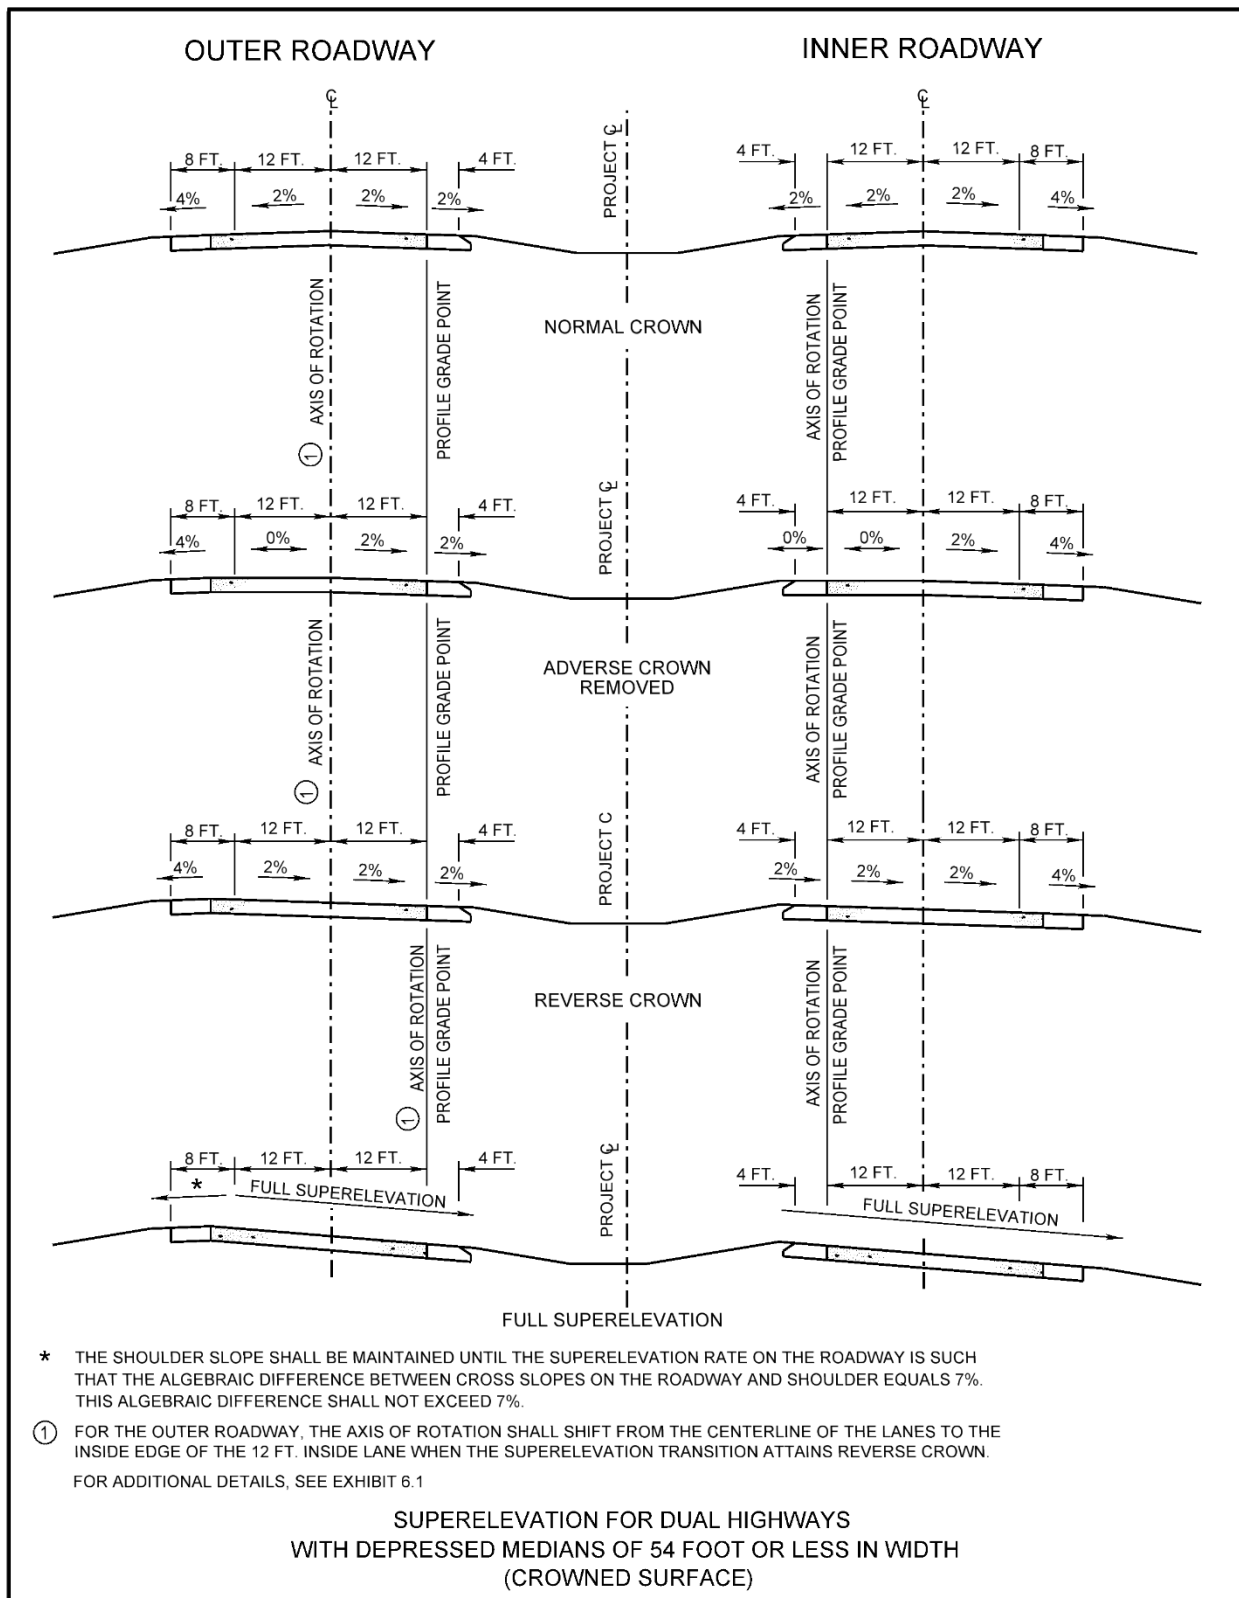 OUTER ROADWAY
INNER ROADWAY
℄
PROJECT ℄
℄
8 FT. 12 FT. 12 FT. 4 FT.
4% 2% 2% 2%
4 FT. 12 FT. 12 FT. 8 FT.
2% 2% 2% 4%
NORMAL CROWN
① AXIS OF ROTATION
PROFILE GRADE POINT
AXIS OF ROTATION
PROFILE GRADE POINT
PROJECT ℄
8 FT. 12 FT. 12 FT. 4 FT.
4% 0% 2% 2%
4 FT. 12 FT. 12 FT. 8 FT.
0% 0% 2% 4%
ADVERSE CROWN
REMOVED
① AXIS OF ROTATION
PROFILE GRADE POINT
AXIS OF ROTATION
PROFILE GRADE POINT
PROJECT C
8 FT. 12 FT. 12 FT. 4 FT.
4% 2% 2% 2%
4 FT. 12 FT. 12 FT. 8 FT.
2% 2% 2% 4%
REVERSE CROWN
① AXIS OF ROTATION
PROFILE GRADE POINT
AXIS OF ROTATION
PROFILE GRADE POINT
PROJECT ℄
8 FT. 12 FT. 12 FT. 4 FT.
* FULL SUPERELEVATION
4 FT. 12 FT. 12 FT. 8 FT.
FULL SUPERELEVATION
FULL SUPERELEVATION
* THE SHOULDER SLOPE SHALL BE MAINTAINED UNTIL THE SUPERELEVATION RATE ON THE ROADWAY IS SUCH
THAT THE ALGEBRAIC DIFFERENCE BETWEEN CROSS SLOPES ON THE ROADWAY AND SHOULDER EQUALS 7%.
THIS ALGEBRAIC DIFFERENCE SHALL NOT EXCEED 7%.
① FOR THE OUTER ROADWAY, THE AXIS OF ROTATION SHALL SHIFT FROM THE CENTERLINE OF THE LANES TO THE
INSIDE EDGE OF THE 12 FT. INSIDE LANE WHEN THE SUPERELEVATION TRANSITION ATTAINS REVERSE CROWN.
FOR ADDITIONAL DETAILS, SEE EXHIBIT 6.1
SUPERELEVATION FOR DUAL HIGHWAYS
WITH DEPRESSED MEDIANS OF 54 FOOT OR LESS IN WIDTH
(CROWNED SURFACE)